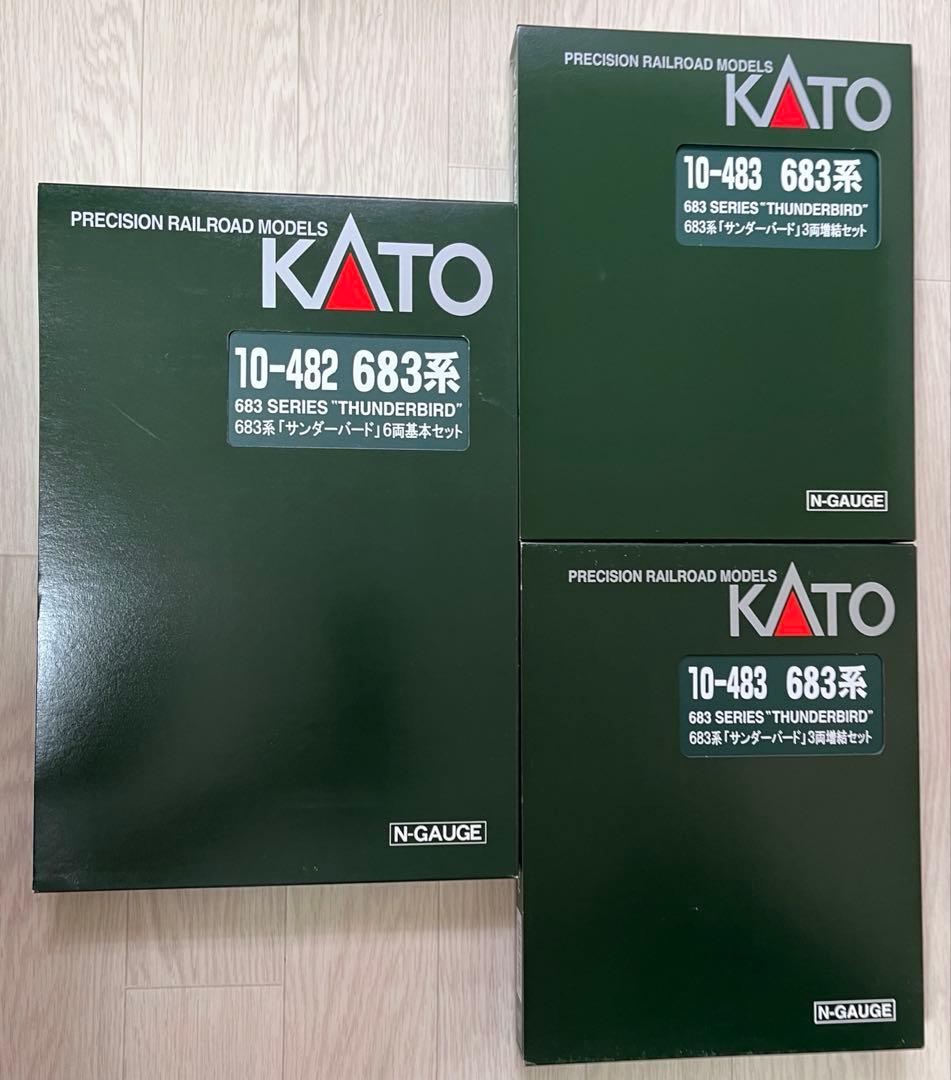 PRECISION RAILROAD MODELS
KATO
10-482 683系
683 SERIES "THUNDERBIRD"
683系「サンダーバード」6両基本セット
N-GAUGE
PRECISION RAILROAD MODELS
KATO
10-483 683系
683 SERIES "THUNDERBIRD"
683系「サンダーバード」3両増結セット
N-GAUGE
PRECISION RAILROAD MODELS
KATO
10-483 683系
683 SERIES "THUNDERBIRD"
683系「サンダーバード」3両増結セット
N-GAUGE